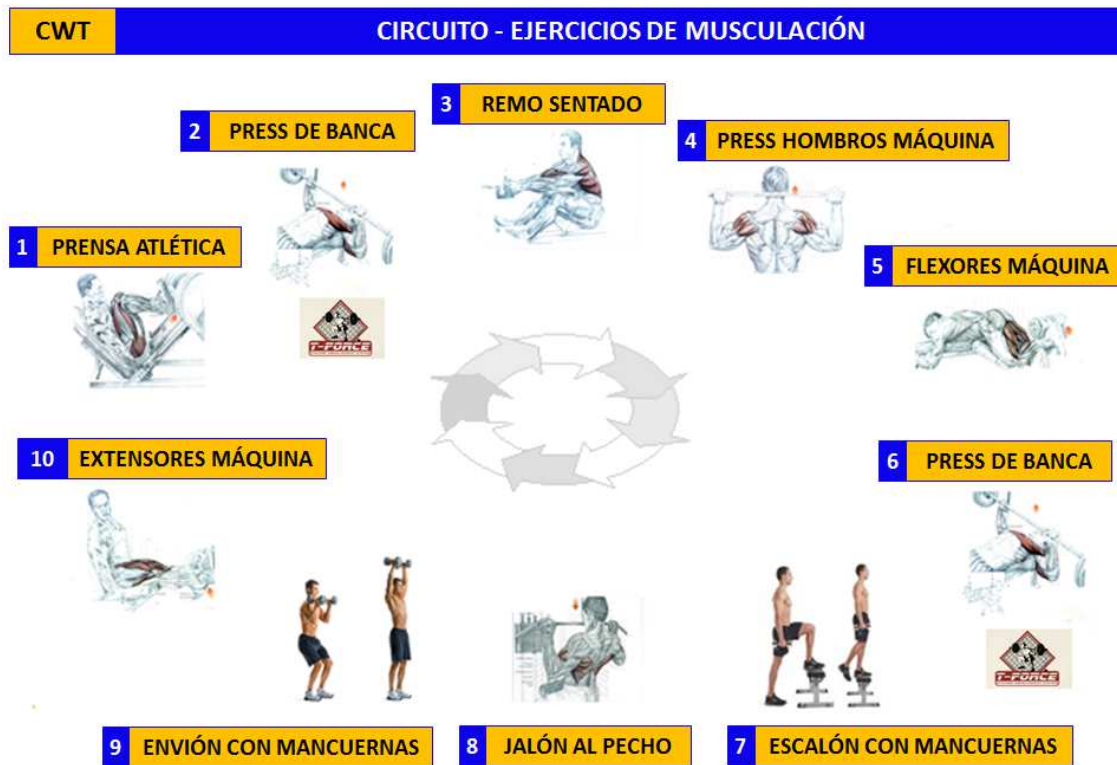 CWT
CIRCUITO - EJERCICIOS DE MUSCULACIÓN
1 PRENSA ATLÉTICA
2 PRESS DE BANCA
3 REMO SENTADO
4 PRESS HOMBROS MÁQUINA
5 FLEXORES MÁQUINA
6 PRESS DE BANCA
7 ESCALÓN CON MANCUERNAS
8 JALÓN AL PECHO
9 ENVIÓN CON MANCUERNAS
10 EXTENSORES MÁQUINA
T-FORCE
T-FORCE